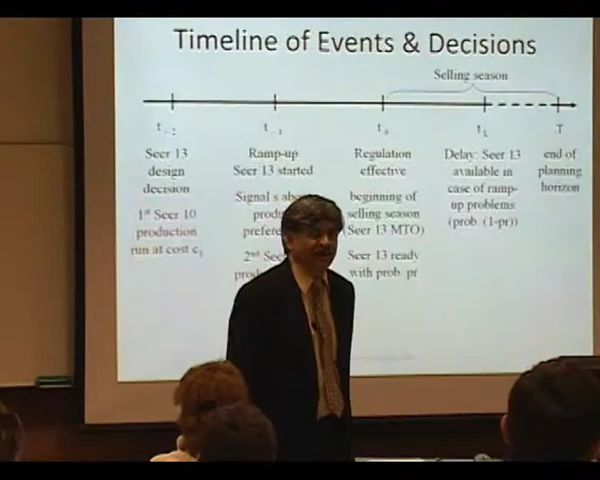 Timeline of Events & Decisions
Selling season
t₋₂
t₋₁
t₀
t₁
T
Seer 13
design
decision
1st Seer 10
production
run at cost c₁
Ramp-up
Seer 13 started
Signal s
2nd
Regulation
effective
beginning of
selling season
(Seer 13 MTO)
Seer 13 ready
with prob. pr
Delay: Seer 13
available in
case of ramp-
up problems
(prob. (1-pr))
end of
planning
horizon